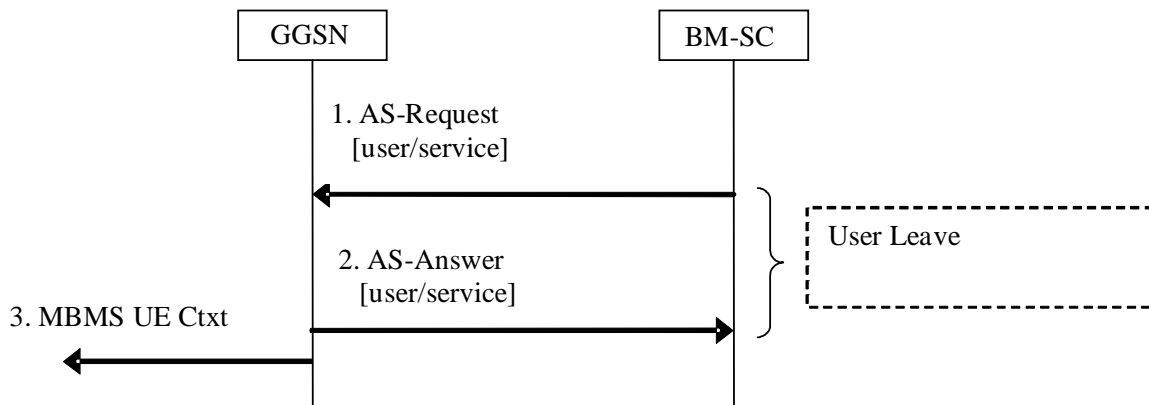 GGSN
BM-SC
1. AS-Request
[user/service]
User Leave
2. AS-Answer
[user/service]
3. MBMS UE Ctxt